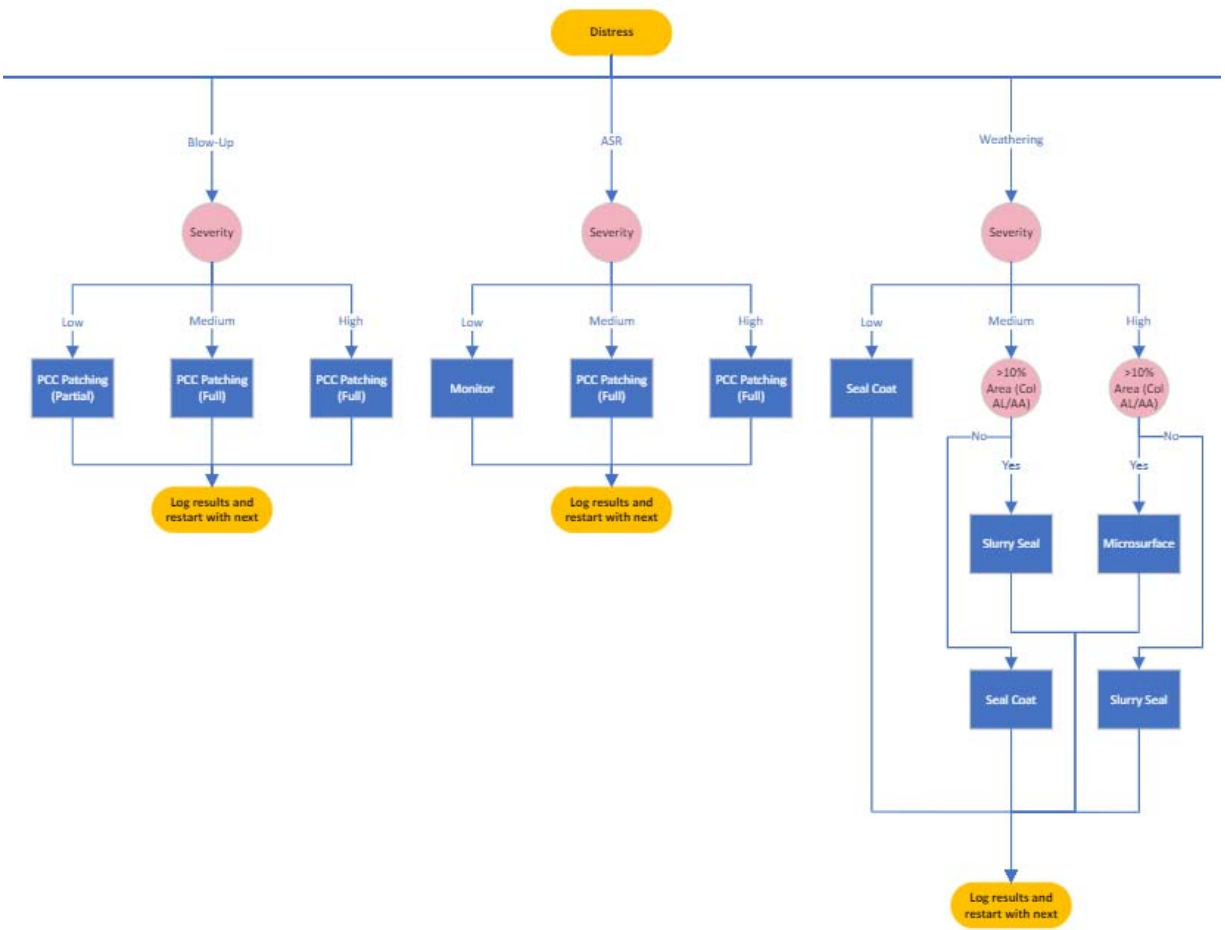 Distress
Blow-Up
ASR
Weathering
Severity
Severity
Severity
Low
Medium
High
Low
Medium
High
Low
Medium
High
PCC Patching
(Partial)
PCC Patching
(Full)
PCC Patching
(Full)
Monitor
PCC Patching
(Full)
PCC Patching
(Full)
Seal Coat
>10%
Area (Col
AL/AA)
>10%
Area (Col
AL/AA)
No
No
Yes
Yes
Log results and
restart with next
Log results and
restart with next
Slurry Seal
Microsurface
Seal Coat
Slurry Seal
Log results and
restart with next